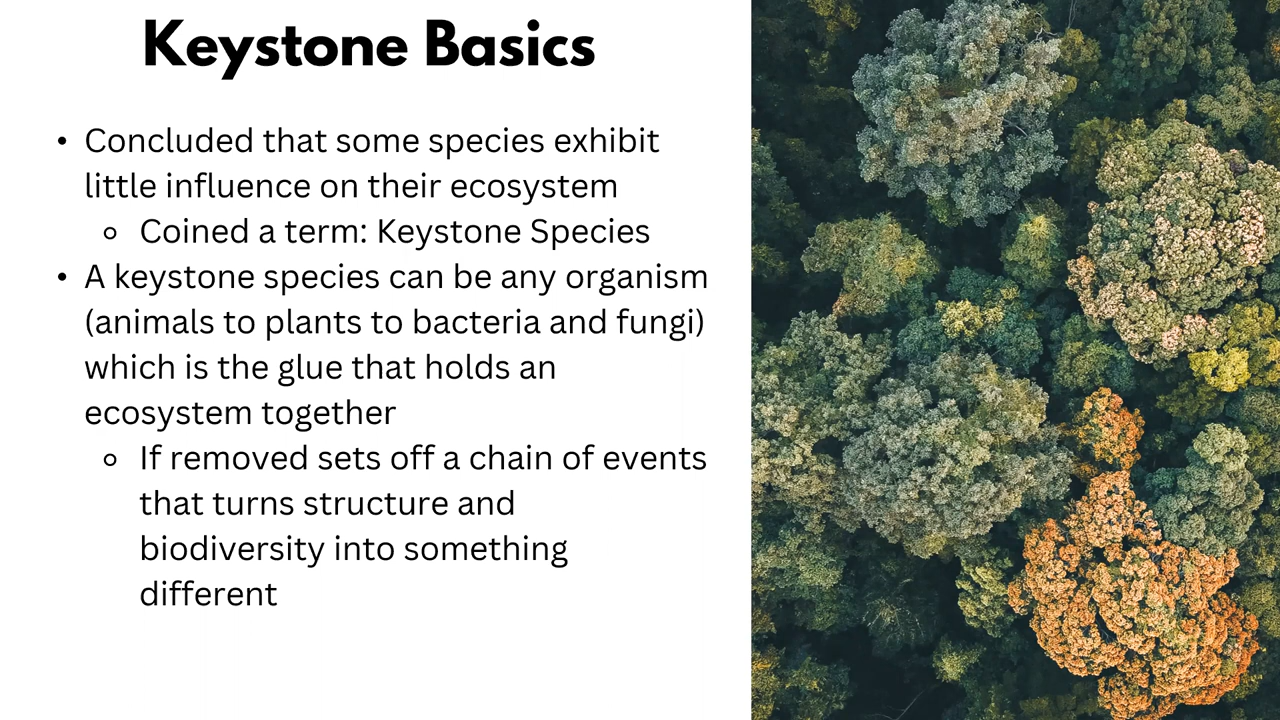 Keystone Basics
• Concluded that some species exhibit
little influence on their ecosystem
◦ Coined a term: Keystone Species
• A keystone species can be any organism
(animals to plants to bacteria and fungi)
which is the glue that holds an
ecosystem together
◦ If removed sets off a chain of events
that turns structure and
biodiversity into something
different